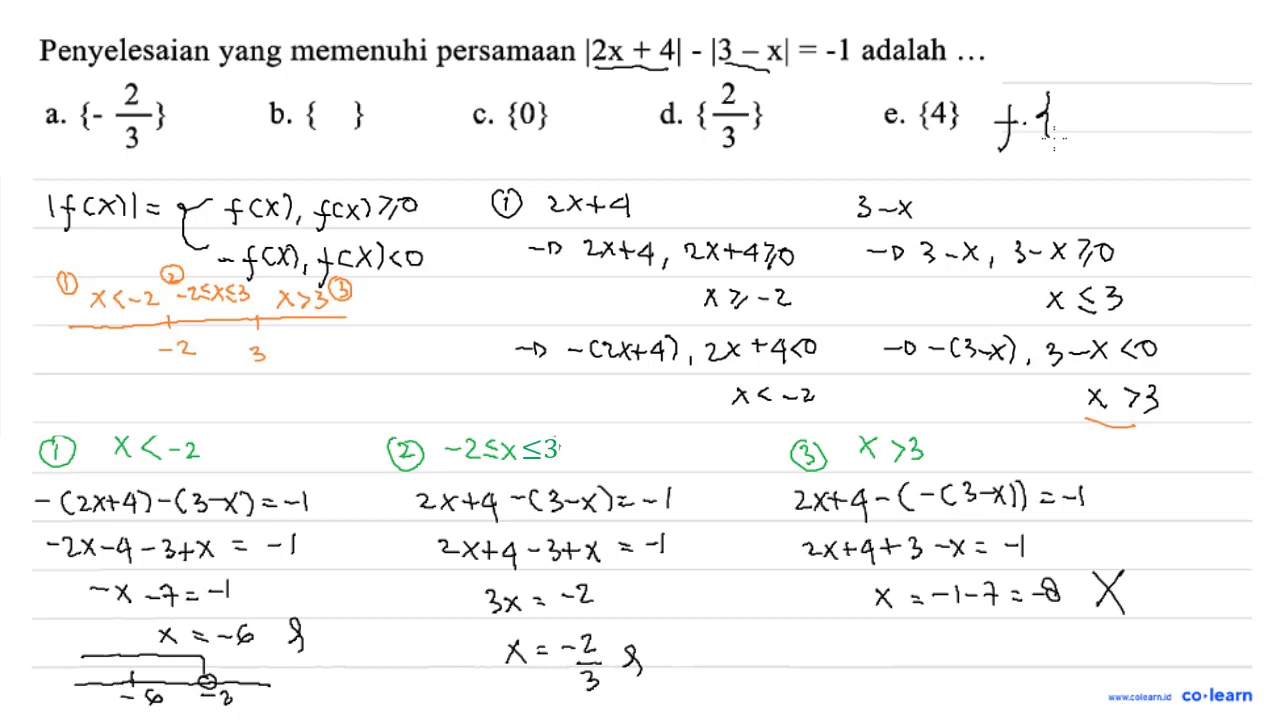 Penyelesaian yang memenuhi persamaan |2x + 4| - |3 – x| = -1 adalah …
a. {- 2/3} b. { } c. {0} d. {2/3} e. {4} f. {
|f(x)| = { f(x), f(x) ≥ 0
- f(x), f(x) < 0
① x < -2 ② -2 ≤ x ≤ 3 x > 3 ③
-2 3
① 2x+4
→ 2x+4, 2x+4 ≥ 0
x ≥ -2
→ -(2x+4), 2x+4 < 0
x < -2
3-x
→ 3-x, 3-x ≥ 0
x ≤ 3
→ -(3-x), 3-x < 0
x > 3
① x < -2
-(2x+4) - (3-x) = -1
-2x-4-3+x = -1
-x-7 = -1
x = -6
-6 -2
② -2 ≤ x ≤ 3
2x+4 -(3-x) = -1
2x+4-3+x = -1
3x = -2
x = -2/3
③ x > 3
2x+4-(-(3-x)) = -1
2x+4+3-x = -1
x = -1-7 = -8 X
www.colearn.id co·learn